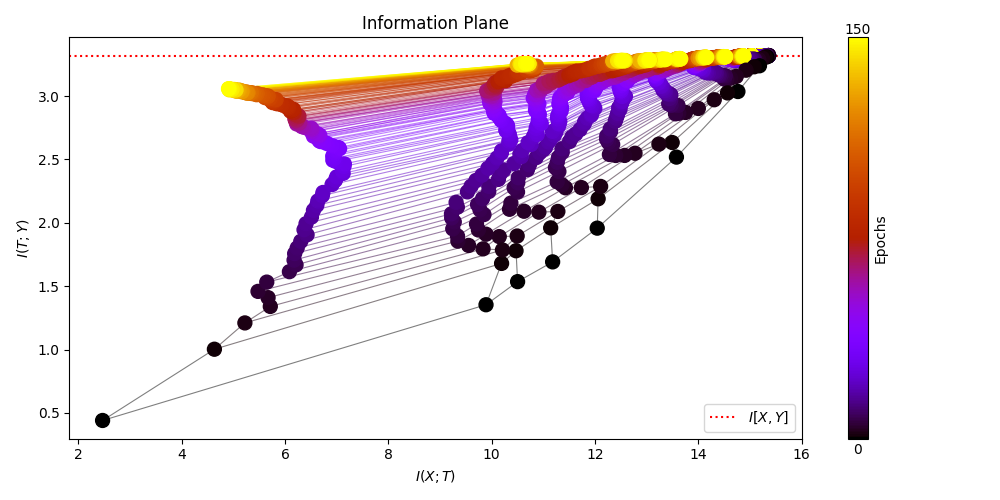 Information Plane
150
3.0
2.5
2.0
1.5
1.0
0.5
I(T; Y)
Epochs
I[X, Y]
0
2 4 6 8 10 12 14 16
I(X; T)